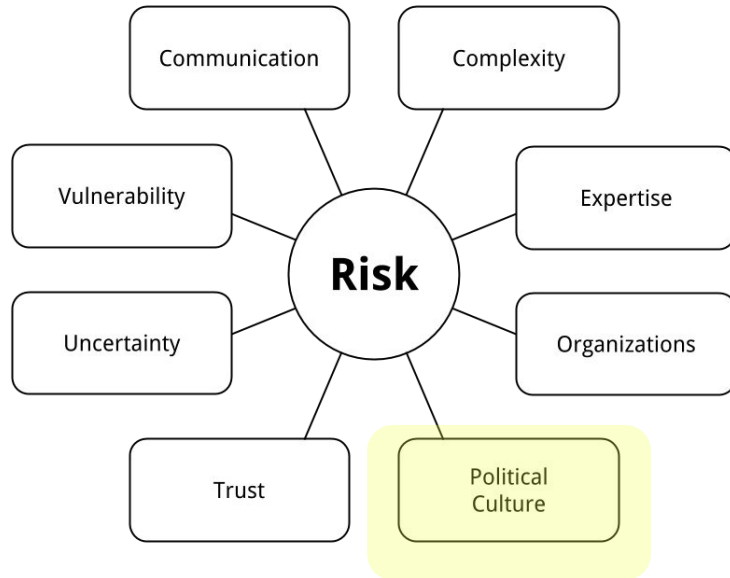 Communication
Complexity
Vulnerability
Expertise
Risk
Uncertainty
Organizations
Trust
Political
Culture